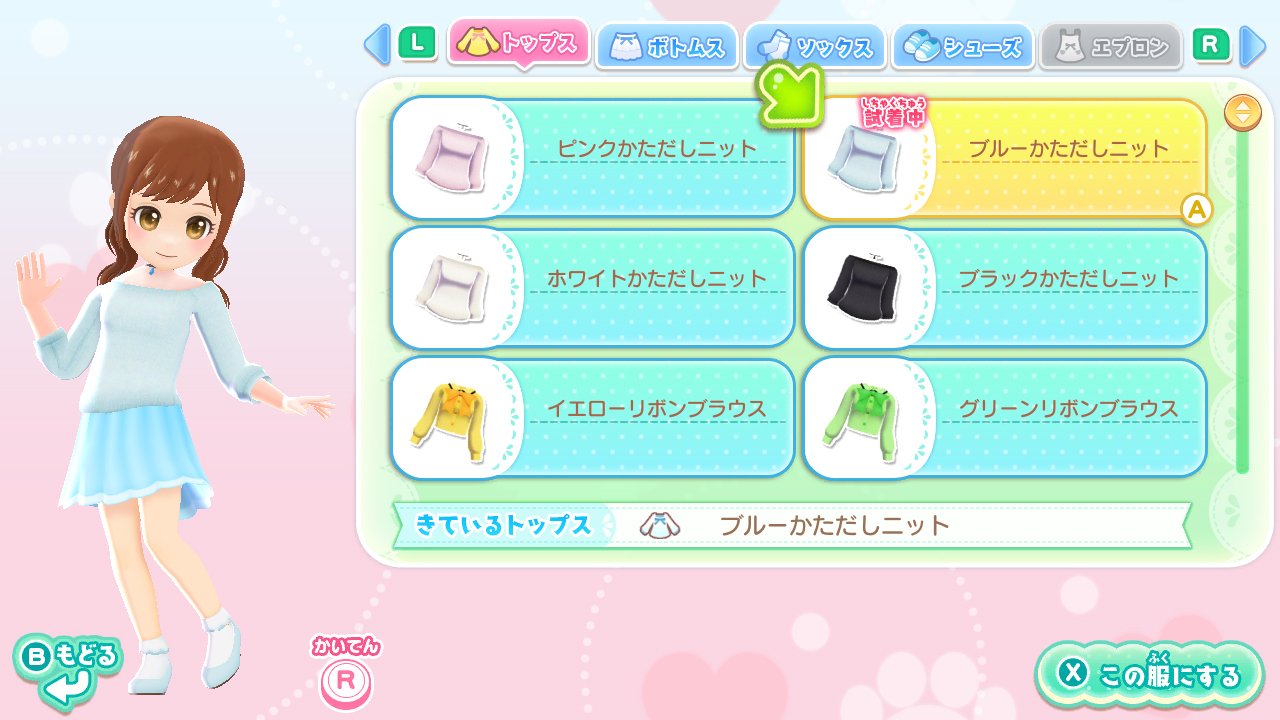 L
トップス
ボトムス
ソックス
シューズ
エプロン
R
ピンクかただしニット
しちゃくちゅう
試着中
ブルーかただしニット
A
ホワイトかただしニット
ブラックかただしニット
イエローリボンブラウス
グリーンリボンブラウス
きているトップス
ブルーかただしニット
B もどる
かいてん
R
ふく
X この服にする